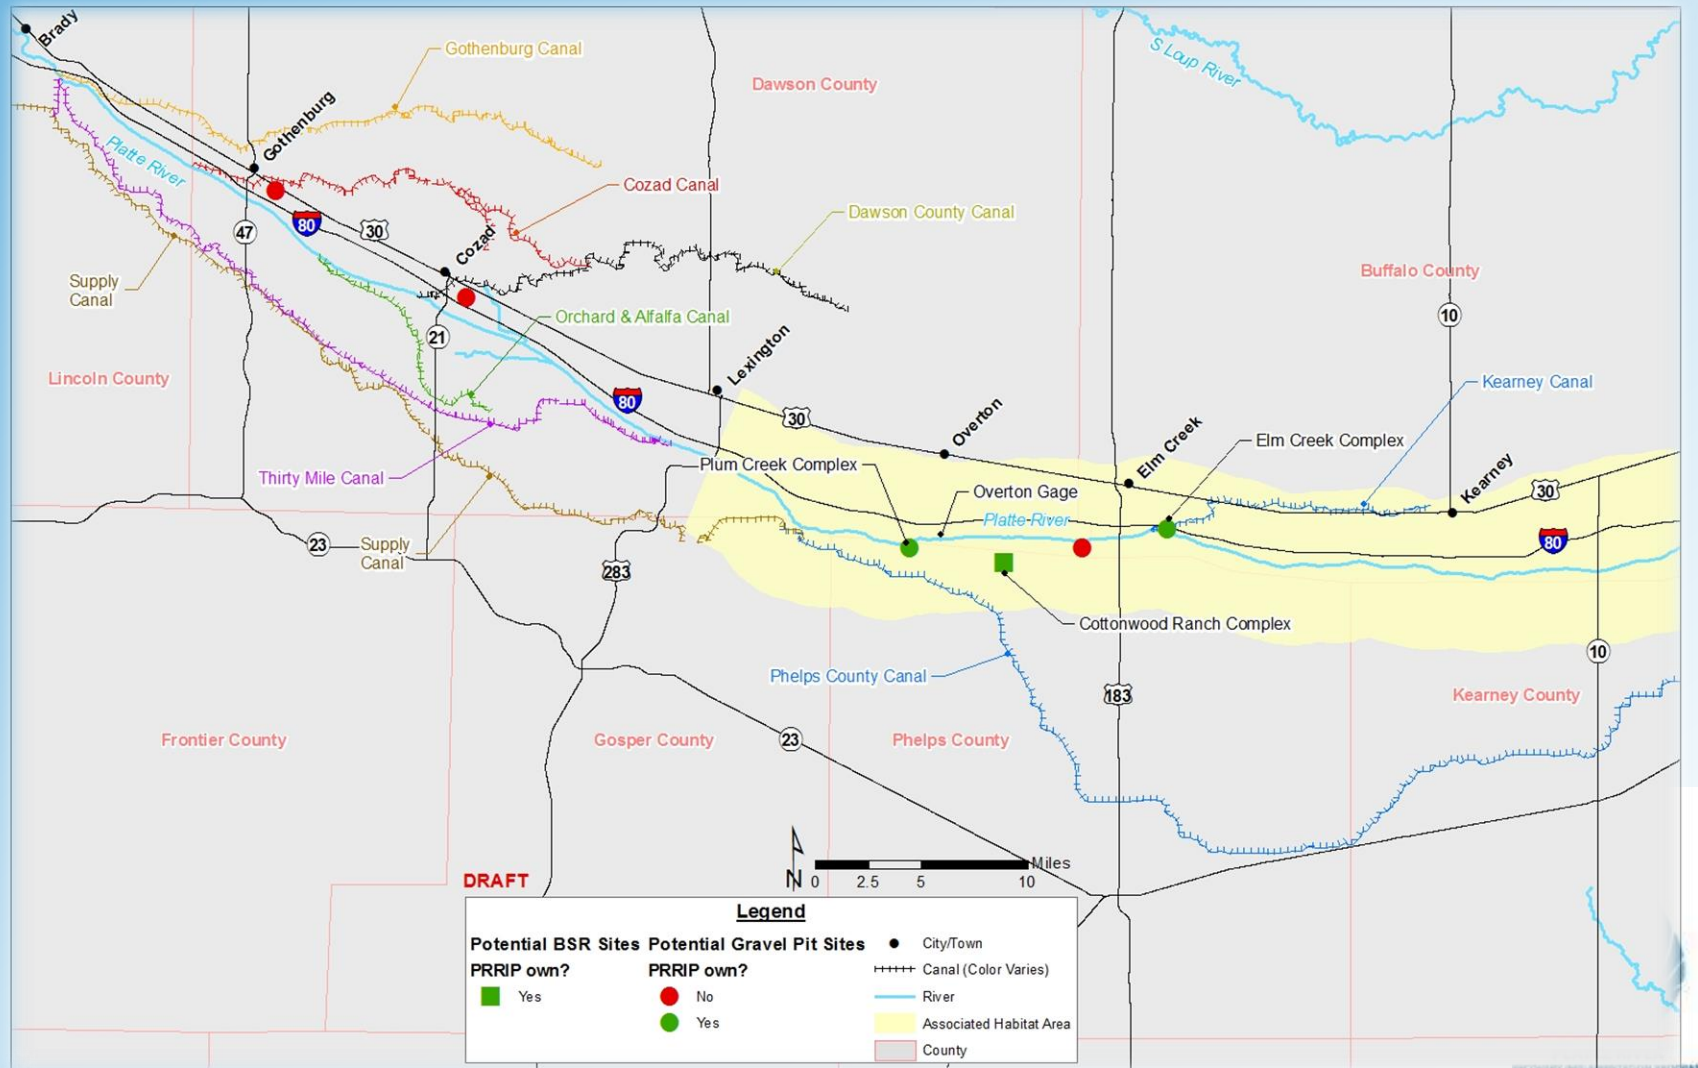 Brady
Gothenburg Canal
Dawson County
S Loup River
Gothenburg
Platte River
Cozad Canal
Dawson County Canal
47
80
30
Cozad
Supply
Canal
Buffalo County
10
Orchard & Alfalfa Canal
21
Lexington
Lincoln County
80
Kearney Canal
30
Overton
Elm Creek
Elm Creek Complex
Plum Creek Complex
Thirty Mile Canal
Overton Gage
Kearney
30
Platte River
23
Supply
Canal
80
283
Cottonwood Ranch Complex
10
Phelps County Canal
183
Kearney County
Frontier County
Gosper County
23
Phelps County
N
Miles
0 2.5 5 10
DRAFT
Legend
Potential BSR Sites
PRRIP own?
Yes
Potential Gravel Pit Sites
PRRIP own?
No
Yes
City/Town
Canal (Color Varies)
River
Associated Habitat Area
County